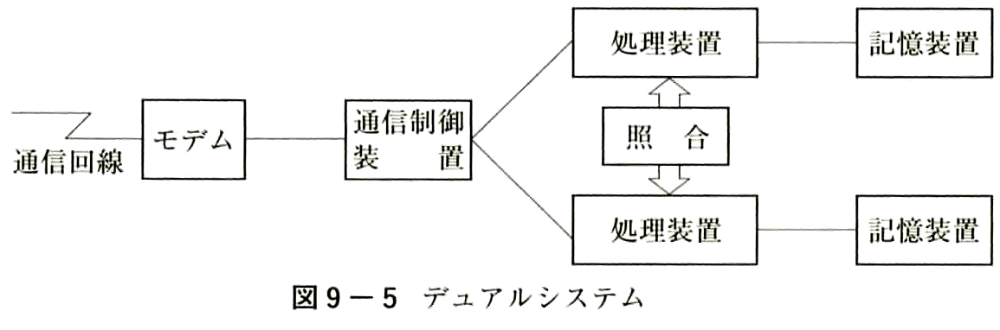 処理装置
記憶装置
通信回線
モデム
通信制御
装置
照合
処理装置
記憶装置
図9－5 デュアルシステム